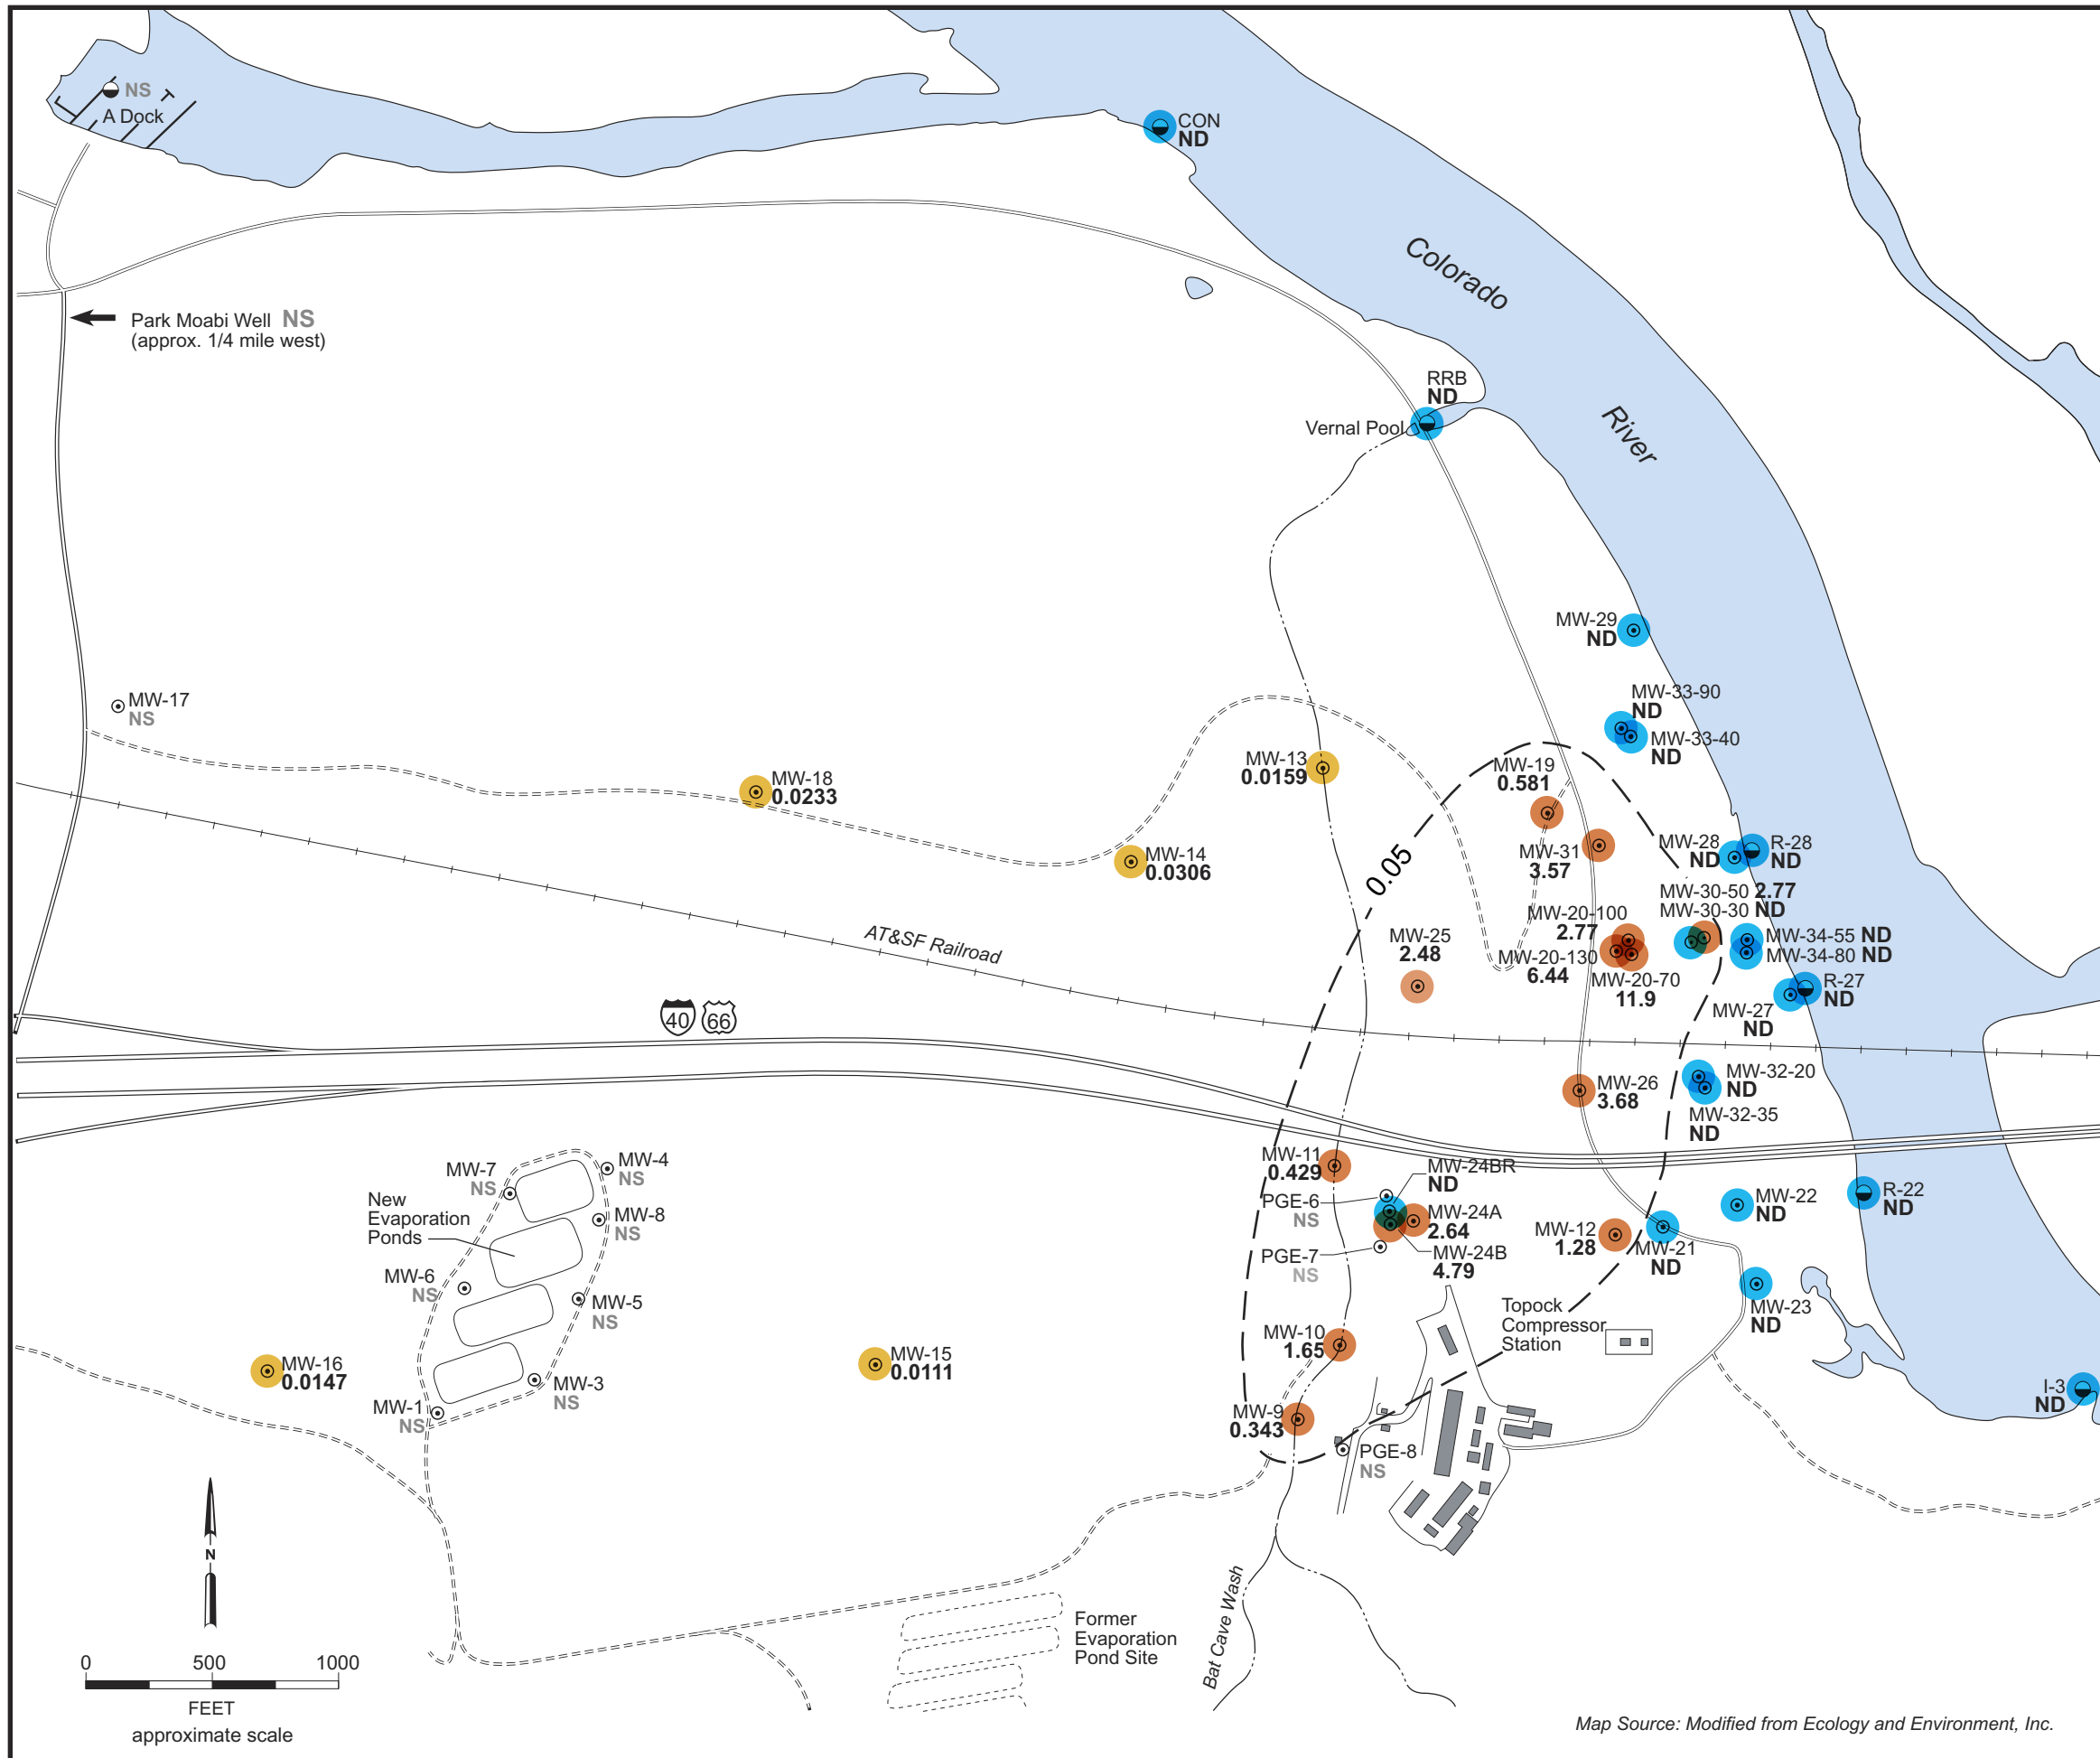 NS
A Dock
CON
ND
Colorado
River
Park Moabi Well NS
(approx. 1/4 mile west)
RRB
ND
Vernal Pool
MW-29
ND
MW-33-90
ND
MW-33-40
ND
MW-17
NS
MW-18
0.0233
MW-13
0.0159
MW-14
0.0306
MW-19
0.581
MW-31
3.57
0.05
MW-28
ND
R-28
ND
MW-30-50 2.77
MW-30-30 ND
MW-20-100
2.77
MW-20-130
6.44
MW-20-70
11.9
MW-25
2.48
MW-34-55 ND
MW-34-80 ND
R-27
ND
MW-27
ND
AT&SF Railroad
40
66
MW-26
3.68
MW-32-20
ND
MW-32-35
ND
MW-11
0.429
MW-24BR
ND
PGE-6
NS
MW-24A
2.64
PGE-7
NS
MW-24B
4.79
MW-12
1.28
MW-21
ND
MW-22
ND
R-22
ND
MW-23
ND
MW-7
NS
MW-4
NS
New
Evaporation
Ponds
MW-8
NS
MW-6
NS
MW-5
NS
MW-3
NS
MW-1
NS
MW-16
0.0147
MW-15
0.0111
MW-10
1.65
Topock
Compressor
Station
MW-9
0.343
PGE-8
NS
I-3
ND
N
0 500 1000
FEET
approximate scale
Former
Evaporation
Pond Site
Bat Cave Wash
Map Source: Modified from Ecology and Environment, Inc.